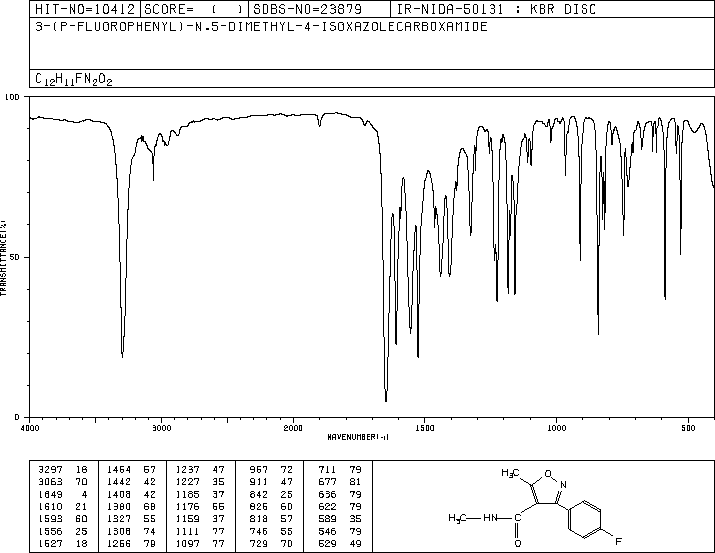 HIT-NO=10412 SCORE= ( ) SDBS-NO=23879 IR-NIDA-50131 : KBR DISC
3-(P-FLUOROPHENYL)-N,5-DIMETHYL-4-ISOXAZOLECARBOXAMIDE
C12H11FN2O2
100
50
0
TRANSMITTANCE(%)
4000 3000 2000 1500 1000 500
WAVENUMBER(-1)
3297 18 1464 57 1237 47 967 72 711 79
3063 70 1442 42 1227 35 911 47 677 81
1649 4 1408 42 1185 37 842 25 636 79
1610 21 1380 68 1176 55 826 60 622 79
1593 60 1327 55 1159 37 818 57 589 35
1556 25 1308 74 1111 77 746 55 546 79
1527 18 1256 79 1097 77 729 70 529 49
H3C O N
H3C HN C
O F